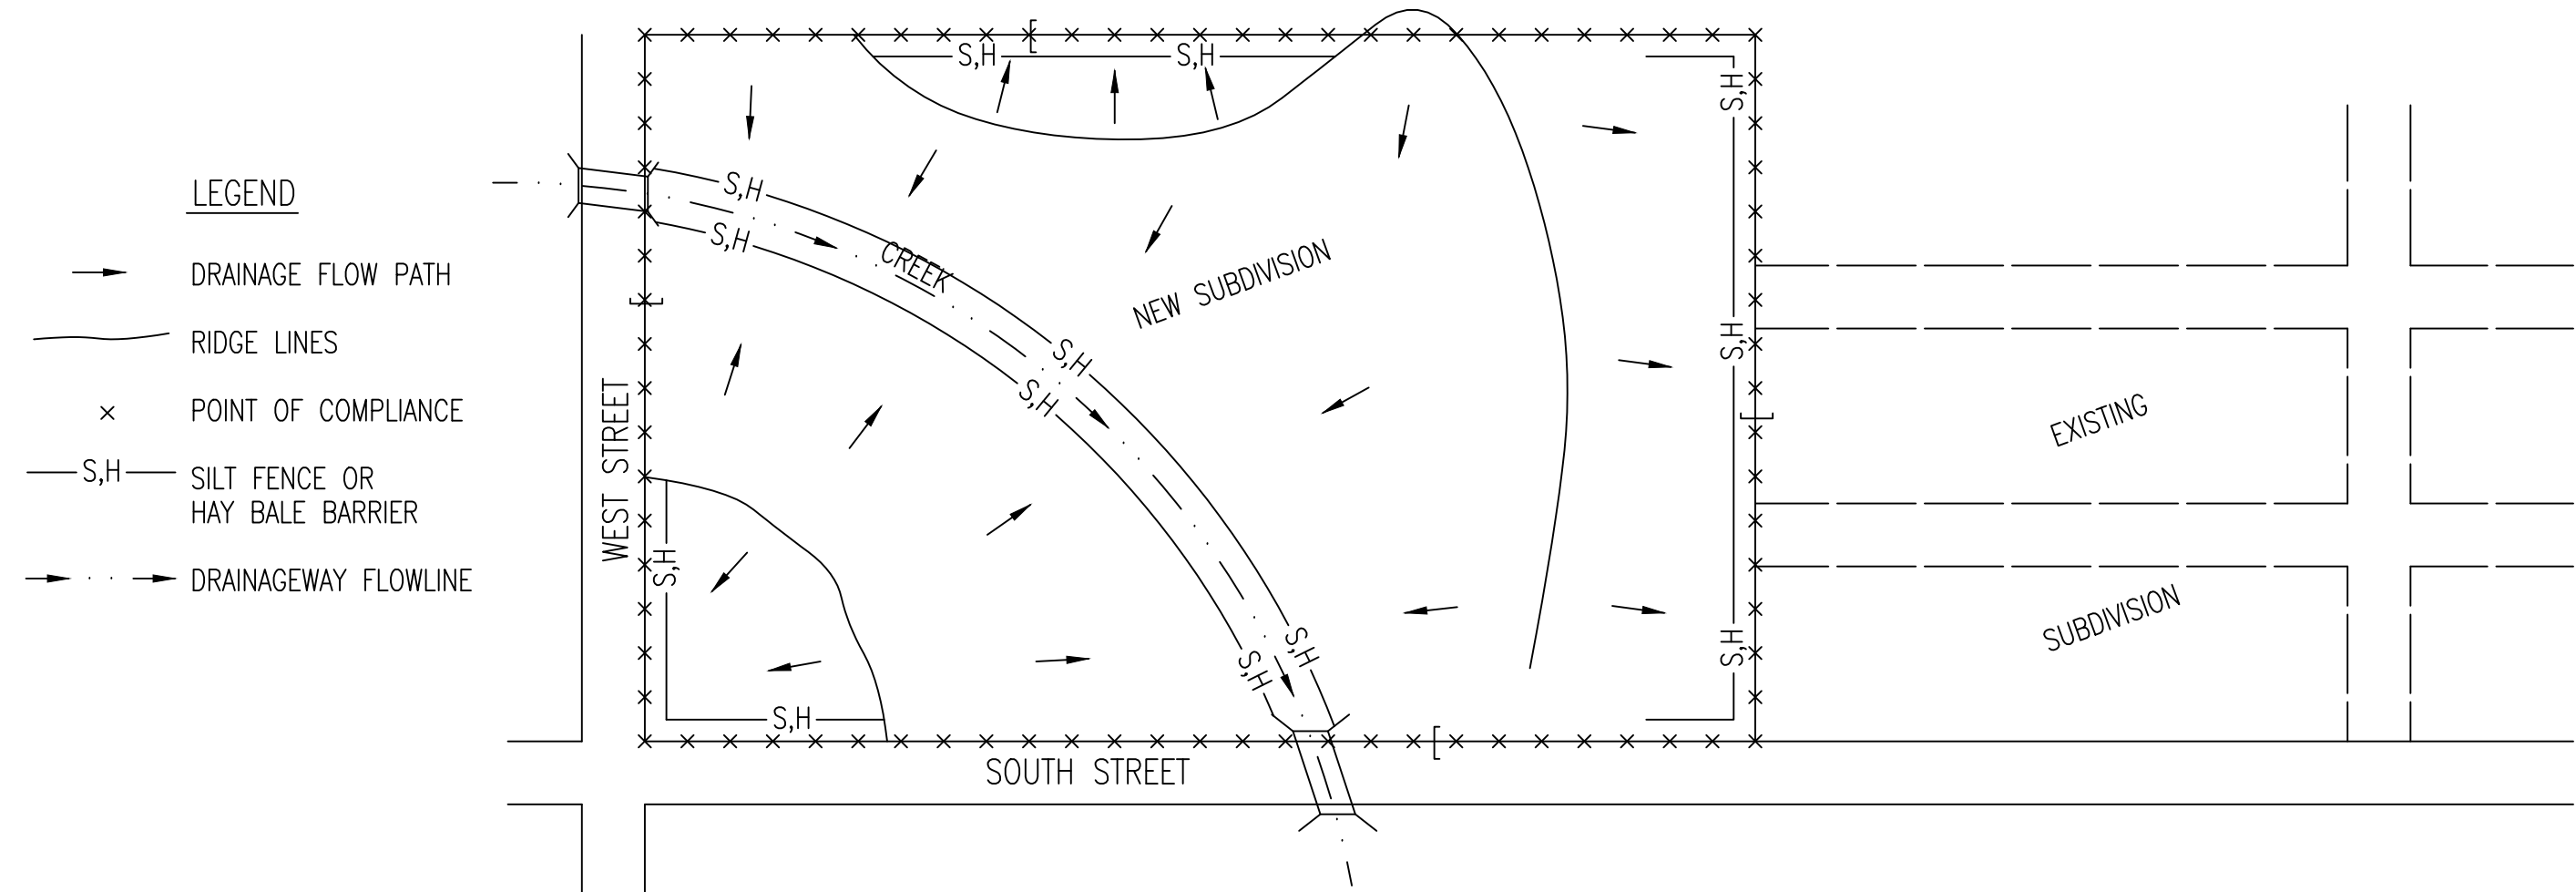 LEGEND
DRAINAGE FLOW PATH
RIDGE LINES
POINT OF COMPLIANCE
S,H
SILT FENCE OR
HAY BALE BARRIER
DRAINAGEWAY FLOWLINE
S,H
S,H
S,H
S,H
S,H
CREEK
NEW SUBDIVISION
S,H
S,H
S,H
WEST STREET
EXISTING
S,H
SUBDIVISION
S,H
S,H
S,H
S,H
SOUTH STREET